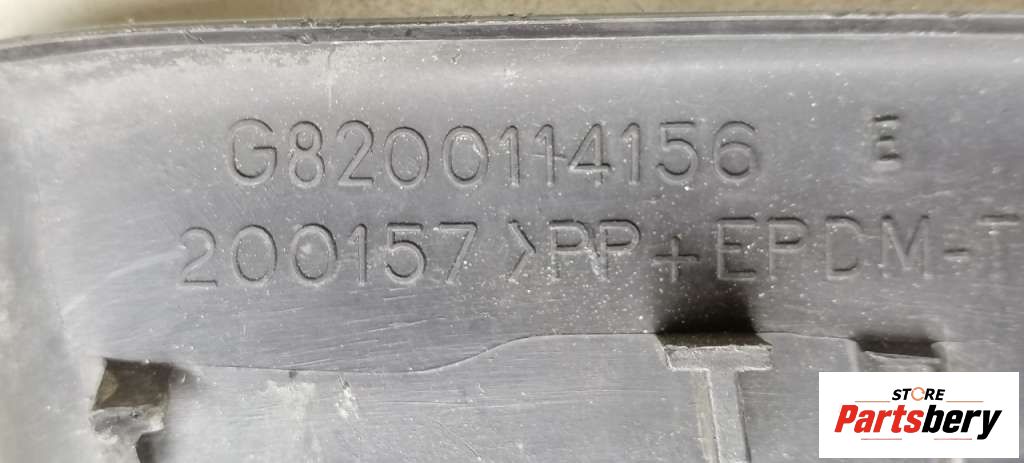 G8200114156 E
200157 >PP+EPDM-T
STORE
Partsbery